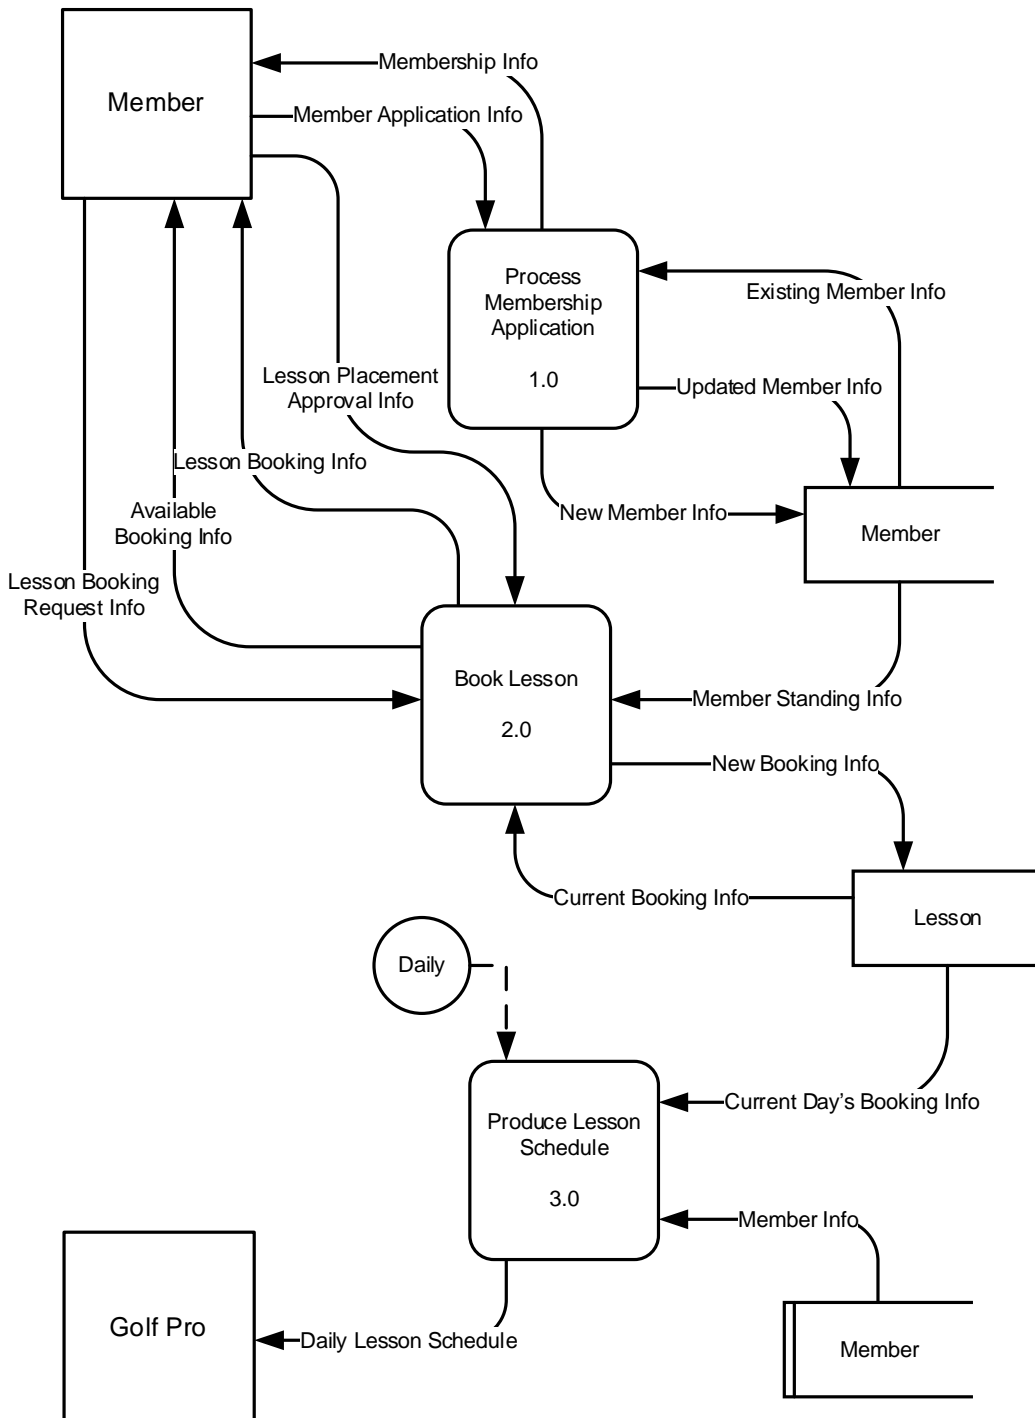 Membership Info
Member
Member Application Info
Process
Membership
Application
1.0
Existing Member Info
Lesson Placement
Approval Info
Updated Member Info
Lesson Booking Info
Available
Booking Info
New Member Info
Member
Lesson Booking
Request Info
Book Lesson
2.0
Member Standing Info
New Booking Info
Current Booking Info
Lesson
Daily
Current Day's Booking Info
Produce Lesson
Schedule
3.0
Member Info
Golf Pro
Daily Lesson Schedule
Member